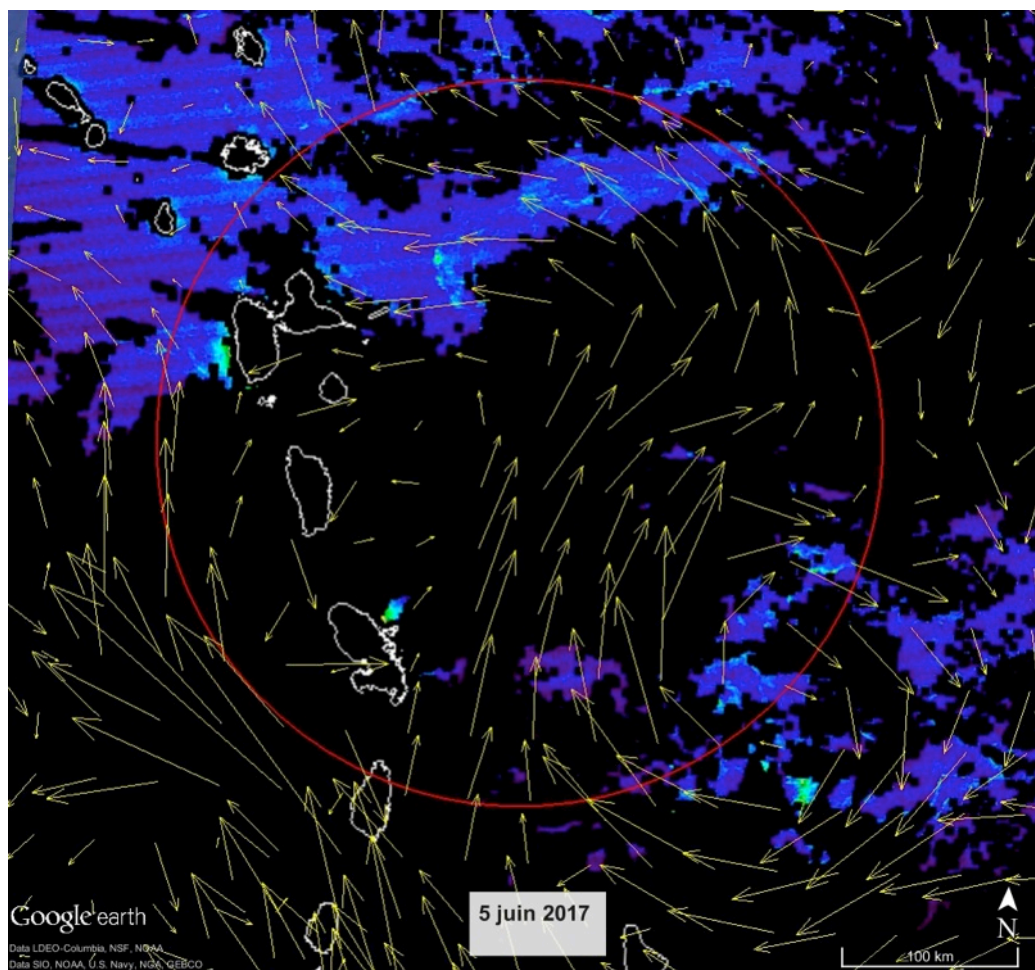 5 juin 2017
Google earth
Data LDEO-Columbia, NSF, NOAA
Data SIO, NOAA, U.S. Navy, NGA, GEBCO
N
100 km